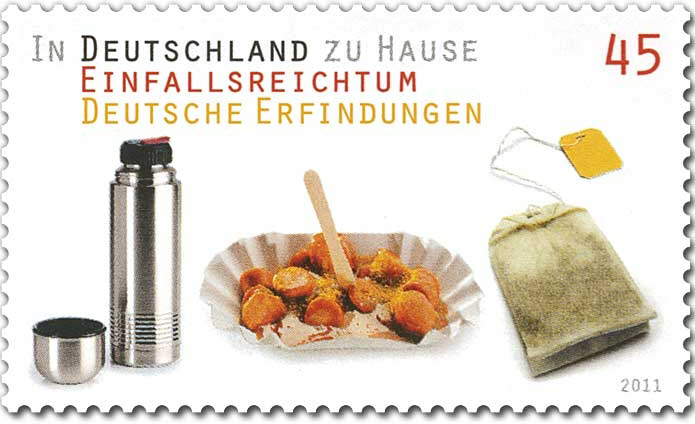 In Deutschland zu Hause
Einfallsreichtum
Deutsche Erfindungen
45
2011